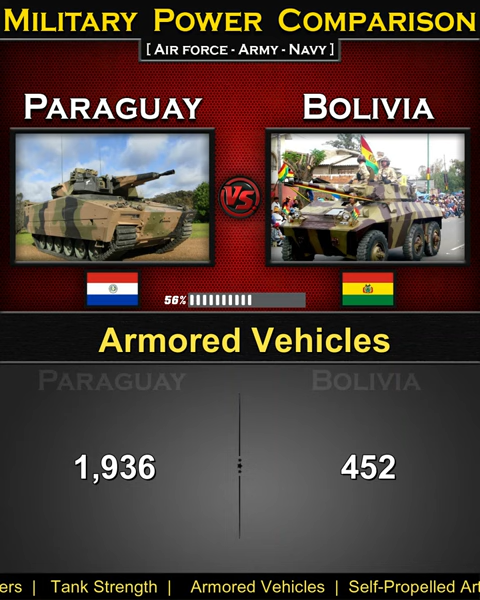 Military Power Comparison
[ Air force - Army - Navy ]
Paraguay
Bolivia
VS
56%
Armored Vehicles
Paraguay
Bolivia
1,936
452
ers | Tank Strength | Armored Vehicles | Self-Propelled Art